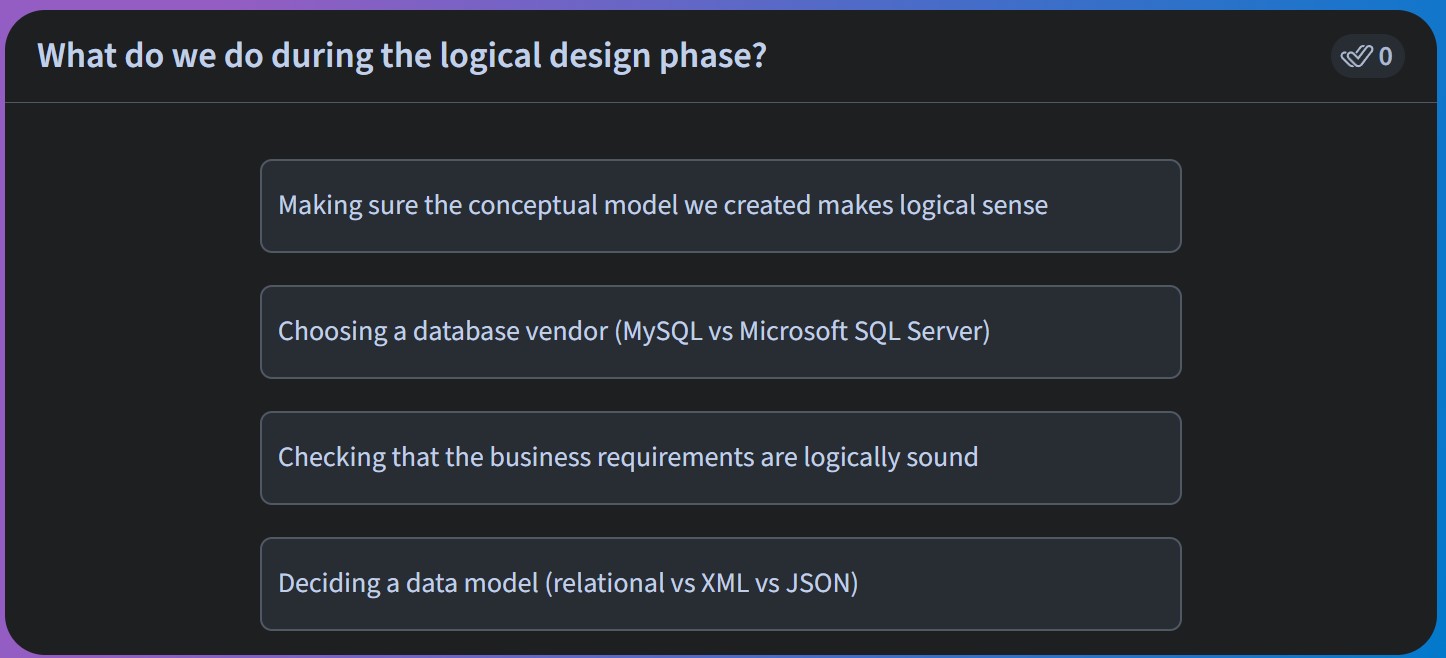 What do we do during the logical design phase?
0
Making sure the conceptual model we created makes logical sense
Choosing a database vendor (MySQL vs Microsoft SQL Server)
Checking that the business requirements are logically sound
Deciding a data model (relational vs XML vs JSON)